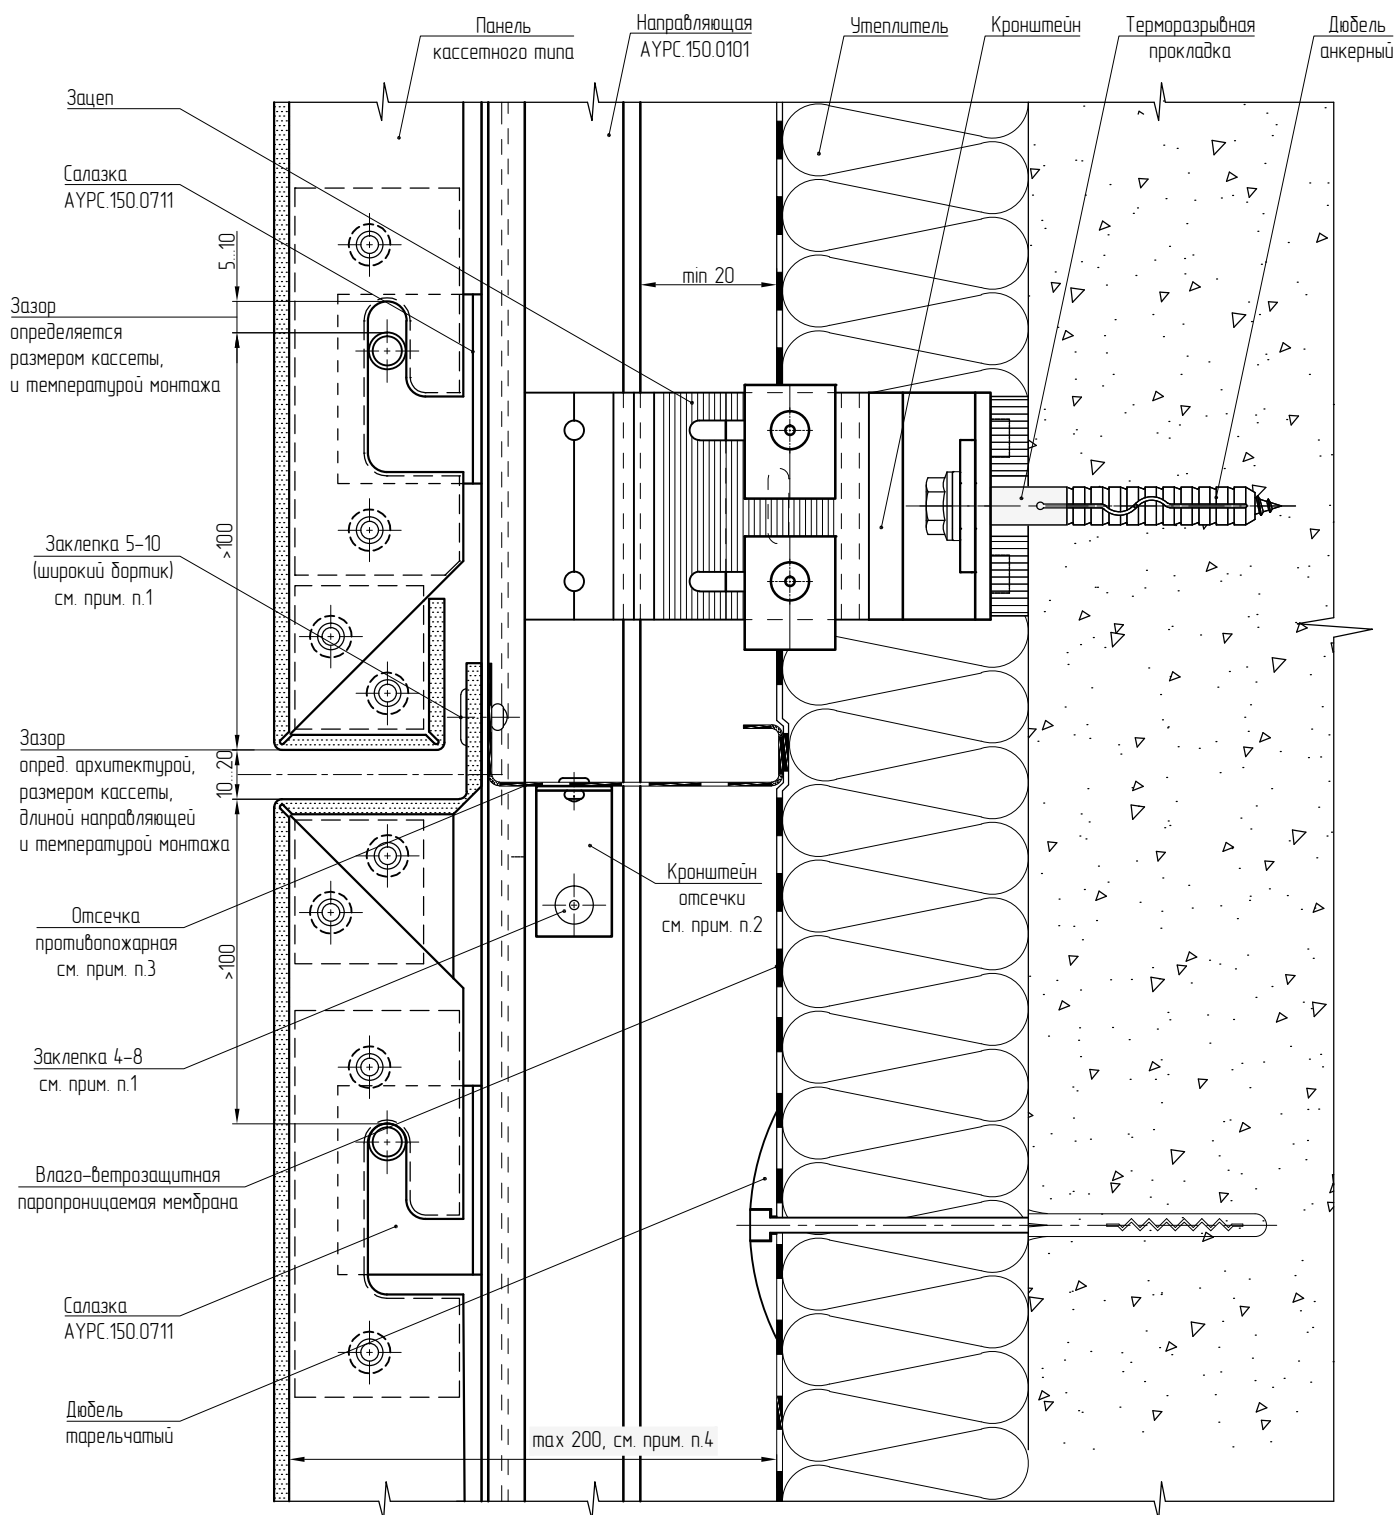 Панель
кассетного типа
Направляющая
AYPC.150.0101
Утеплитель
Кронштейн
Терморазрывная
прокладка
Дюбель
анкерный
Зацеп
Салазка
AYPC.150.0711
5...10
min 20
Зазор
определяется
размером кассеты,
и температурой монтажа
>100
Заклепка 5-10
(широкий бортик)
см. прим. п.1
Зазор
опред. архитектурой,
размером кассеты,
длиной направляющей
и температурой монтажа
10...20
Кронштейн
отсечки
см. прим. п.2
Отсечка
противопожарная
см. прим. п.3
>100
Заклепка 4-8
см. прим. п.1
Влаго-ветрозащитная
паропроницаемая мембрана
Салазка
AYPC.150.0711
Дюбель
тарельчатый
max 200, см. прим. п.4